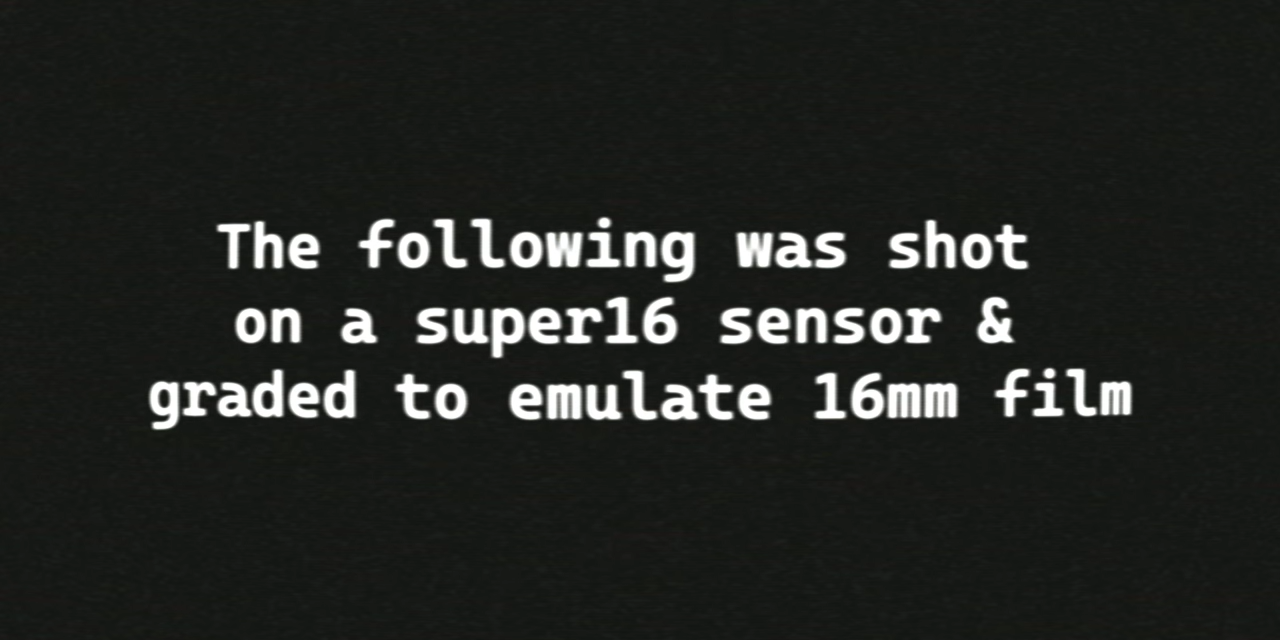 The following was shot
on a super16 sensor &
graded to emulate 16mm film